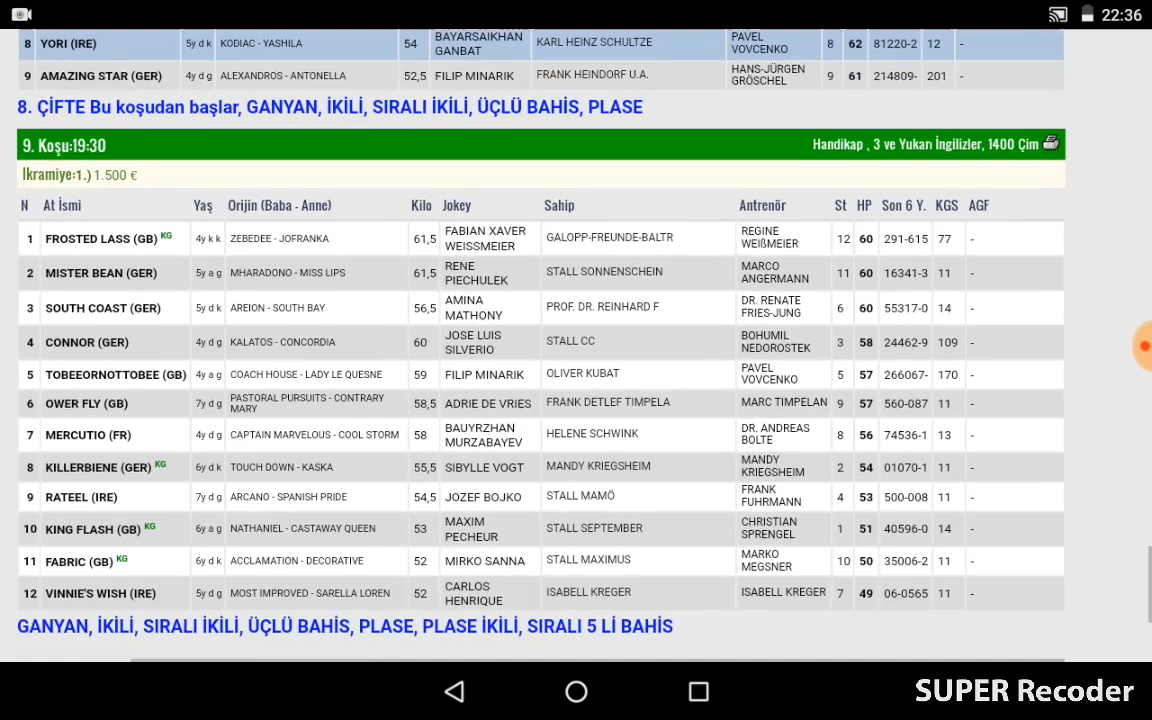 22:36
8 YORI (IRE) 5y d k KODIAC - YASHILA 54 BAYARSAIKHAN GANBAT KARL HEINZ SCHULTZE PAVEL VOVCENKO 8 62 81220-2 12 -
9 AMAZING STAR (GER) 4y d g ALEXANDROS - ANTONELLA 52,5 FILIP MINARIK FRANK HEINDORF U.A. HANS-JÜRGEN GRÖSCHEL 9 61 214809- 201 -
8. ÇİFTE Bu koşudan başlar, GANYAN, İKİLİ, SIRALI İKİLİ, ÜÇLÜ BAHİS, PLASE
9. Koşu:19:30 Handikap , 3 ve Yukarı İngilizler, 1400 Çim
Ikramiye:1.) 1.500 €
N At İsmi Yaş Orijin (Baba - Anne) Kilo Jokey Sahip Antrenör St HP Son 6 Y. KGS AGF
1 FROSTED LASS (GB) KG 4y k k ZEBEDEE - JOFRANKA 61,5 FABIAN XAVER WEISSMEIER GALOPP-FREUNDE-BALTR REGINE WEIßMEIER 12 60 291-615 77 -
2 MISTER BEAN (GER) 5y a g MHARADONO - MISS LIPS 61,5 RENE PIECHULEK STALL SONNENSCHEIN MARCO ANGERMANN 11 60 16341-3 11 -
3 SOUTH COAST (GER) 5y d k AREION - SOUTH BAY 56,5 AMINA MATHONY PROF. DR. REINHARD F DR. RENATE FRIES-JUNG 6 60 55317-0 14 -
4 CONNOR (GER) 4y d g KALATOS - CONCORDIA 60 JOSE LUIS SILVERIO STALL CC BOHUMIL NEDOROSTEK 3 58 24462-9 109 -
5 TOBEEORNOTTOBEE (GB) 4y a g COACH HOUSE - LADY LE QUESNE 59 FILIP MINARIK OLIVER KUBAT PAVEL VOVCENKO 5 57 266067- 170 -
6 OWER FLY (GB) 7y d g PASTORAL PURSUITS - CONTRARY MARY 58,5 ADRIE DE VRIES FRANK DETLEF TIMPELA MARC TIMPELAN 9 57 560-087 11 -
7 MERCUTIO (FR) 4y d g CAPTAIN MARVELOUS - COOL STORM 58 BAUYRZHAN MURZABAYEV HELENE SCHWINK DR. ANDREAS BOLTE 8 56 74536-1 13 -
8 KILLERBIENE (GER) KG 6y d k TOUCH DOWN - KASKA 55,5 SIBYLLE VOGT MANDY KRIEGSHEIM MANDY KRIEGSHEIM 2 54 01070-1 11 -
9 RATEEL (IRE) 7y d g ARCANO - SPANISH PRIDE 54,5 JOZEF BOJKO STALL MAMÖ FRANK FUHRMANN 4 53 500-008 11 -
10 KING FLASH (GB) KG 6y a g NATHANIEL - CASTAWAY QUEEN 53 MAXIM PECHEUR STALL SEPTEMBER CHRISTIAN SPRENGEL 1 51 40596-0 14 -
11 FABRIC (GB) KG 6y d k ACCLAMATION - DECORATIVE 52 MIRKO SANNA STALL MAXIMUS MARKO MEGSNER 10 50 35006-2 11 -
12 VINNIE'S WISH (IRE) 5y d g MOST IMPROVED - SARELLA LOREN 52 CARLOS HENRIQUE ISABELL KREGER ISABELL KREGER 7 49 06-0565 11 -
GANYAN, İKİLİ, SIRALI İKİLİ, ÜÇLÜ BAHİS, PLASE, PLASE İKİLİ, SIRALI 5 Lİ BAHİS
SUPER Recoder